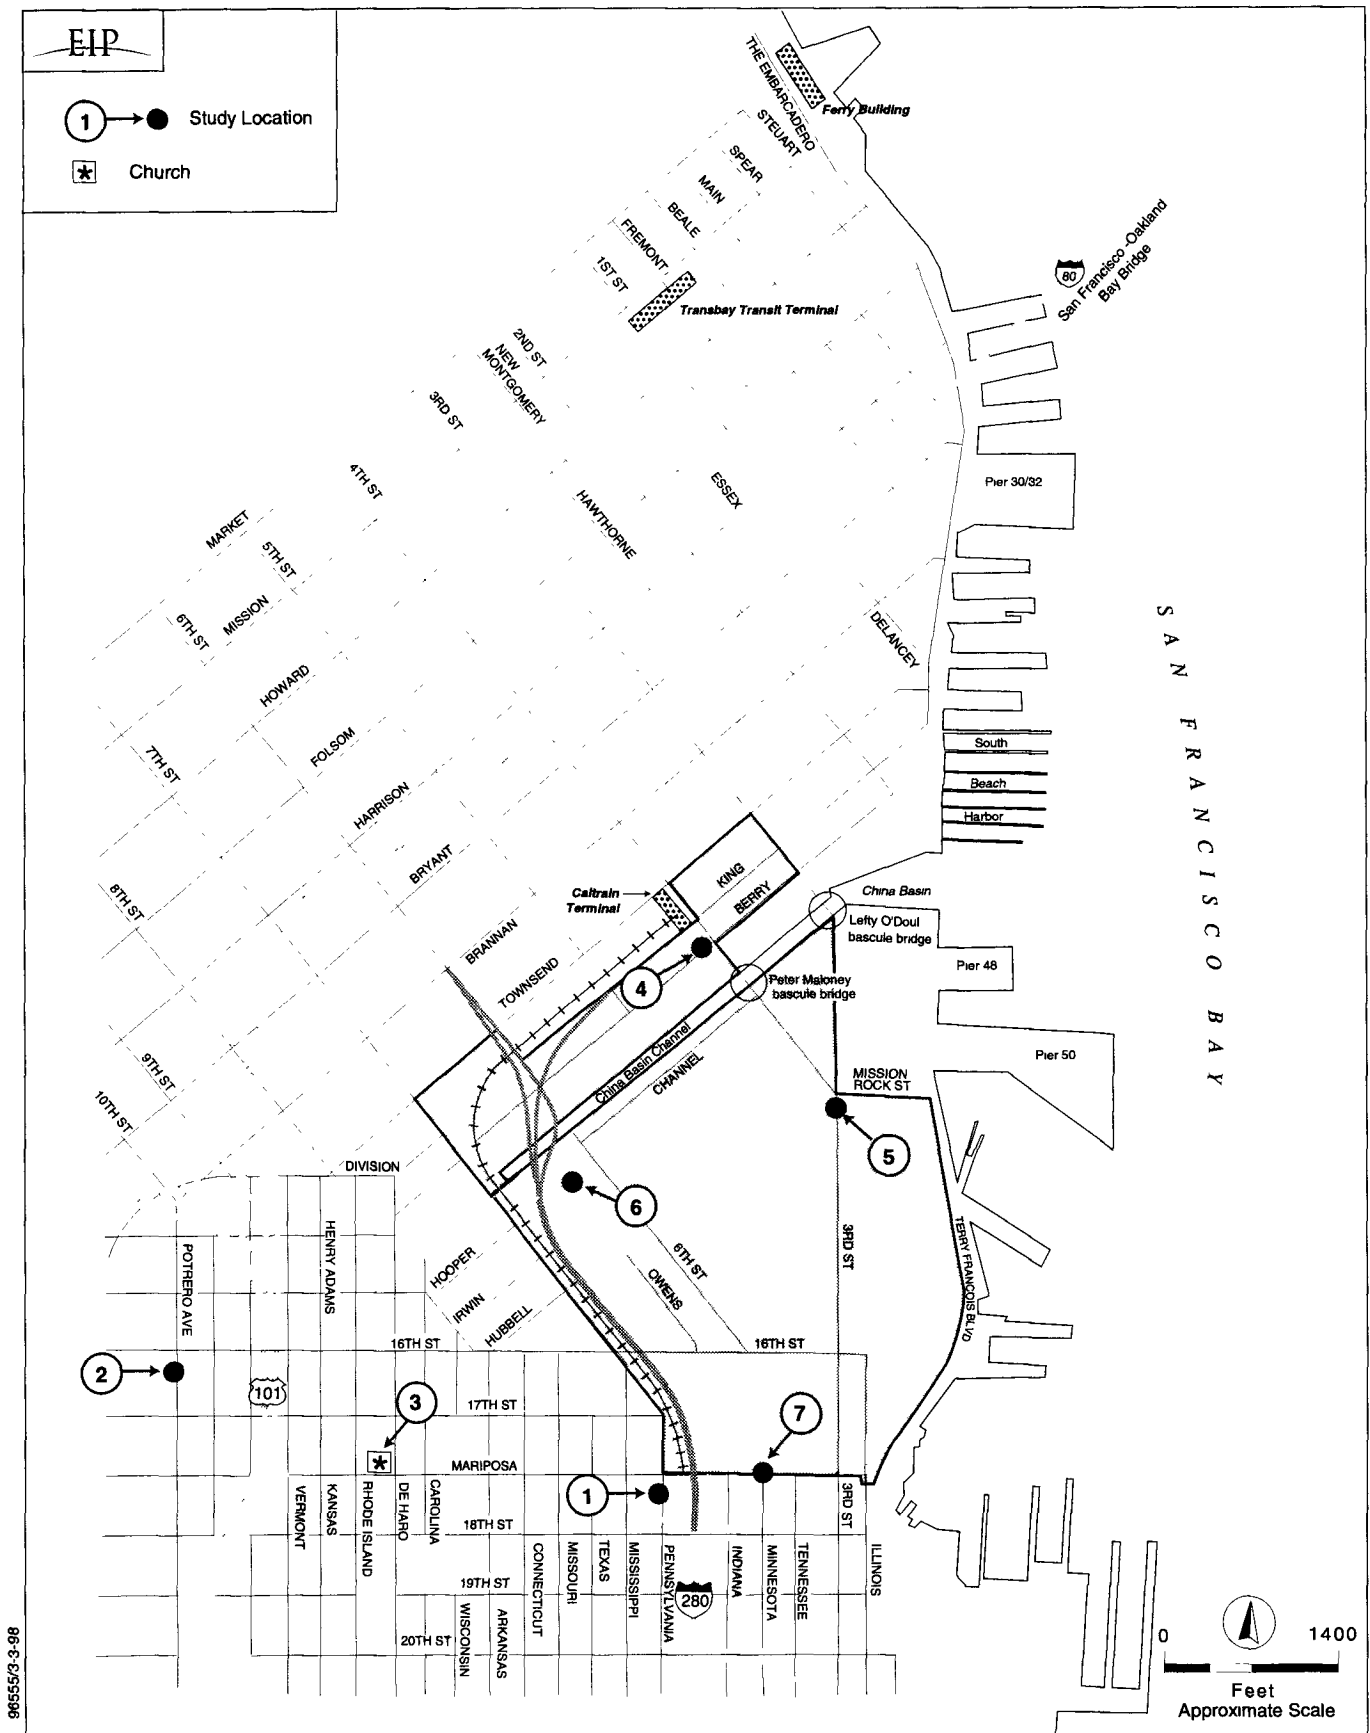 EIP
1
Study Location
Church
THE EMBARCADERO
Ferry Building
STEUART
SPEAR
MAIN
BEALE
FREMONT
1ST ST
Transbay Transit Terminal
80
San Francisco-Oakland
Bay Bridge
2ND ST
NEW
MONTGOMERY
3RD ST
4TH ST
ESSEX
HAWTHORNE
Pier 30/32
MARKET
5TH ST
MISSION
6TH ST
DELANCEY
HOWARD
FOLSOM
7TH ST
HARRISON
BRYANT
South
Beach
Harbor
SAN FRANCISCO BAY
8TH ST
KING
BERRY
Caltrain
Terminal
China Basin
Lefty O'Doul
bascule bridge
BRANNAN
TOWNSEND
4
Pier 48
Peter Maloney
bascule bridge
9TH ST
10TH ST
China Basin Channel
CHANNEL
Pier 50
MISSION
ROCK ST
5
DIVISION
6
HENRY ADAMS
POTRERO AVE
HOOPER
IRWIN
HUBBELL
6TH ST
OWENS
3RD ST
TERRY FRANCOIS BLVD
16TH ST
16TH ST
2
101
3
17TH ST
7
MARIPOSA
1
VERMONT
KANSAS
RHODE ISLAND
DE HARO
CAROLINA
18TH ST
3RD ST
CONNECTICUT
MISSOURI
TEXAS
MISSISSIPPI
PENNSYLVANIA
INDIANA
MINNESOTA
TENNESSEE
ILLINOIS
19TH ST
280
20TH ST
WISCONSIN
ARKANSAS
0
1400
Feet
Approximate Scale
96555/3-3-98